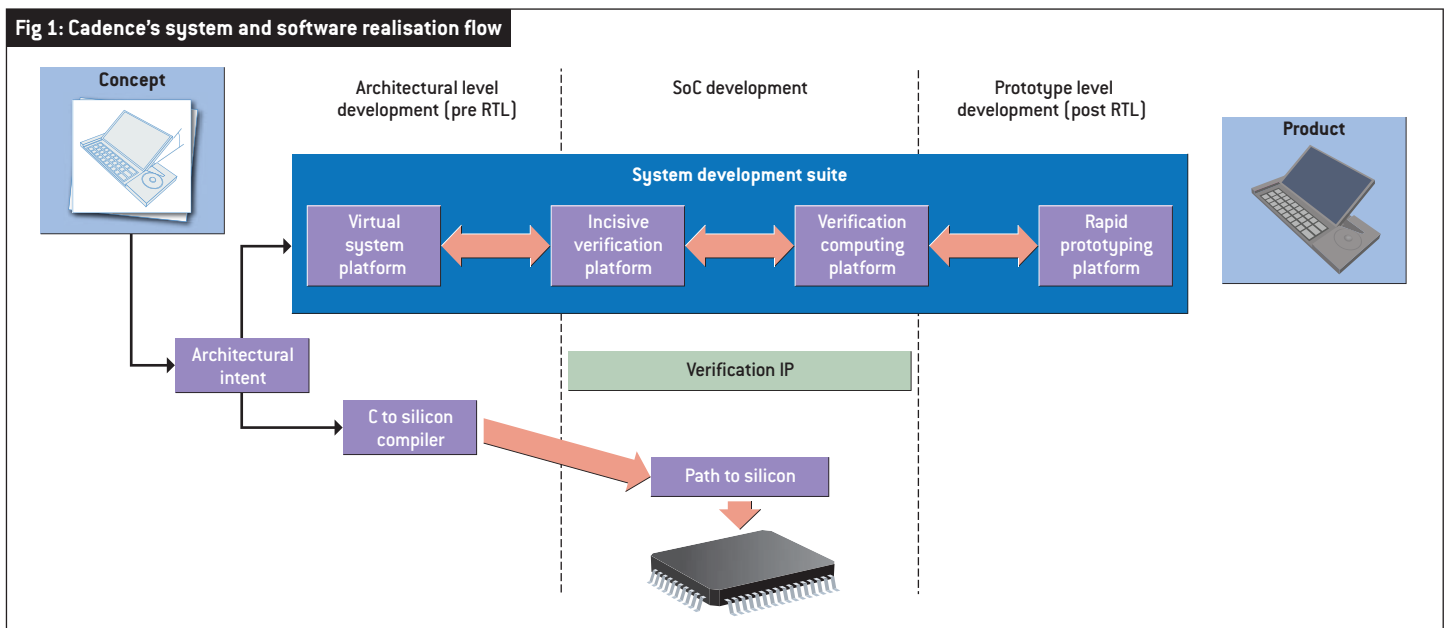 Fig 1: Cadence's system and software realisation flow
Concept
Architectural level
development (pre RTL)
SoC development
Prototype level
development (post RTL)
Product
System development suite
Virtual
system
platform
Incisive
verification
platform
Verification
computing
platform
Rapid
prototyping
platform
Architectural
intent
Verification IP
C to silicon
compiler
Path to silicon